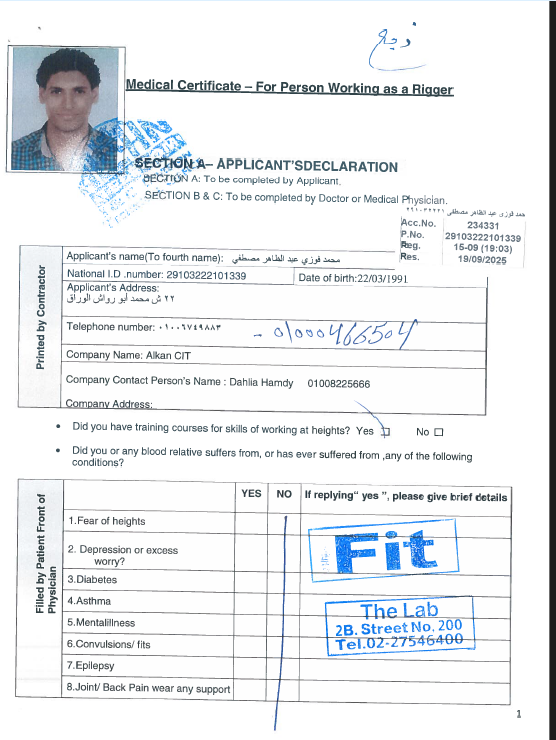 Medical Certificate – For Person Working as a Rigger
SECTION A– APPLICANT'SDECLARATION
SECTION A: To be completed by Applicant.
SECTION B & C: To be completed by Doctor or Medical Physician.
حمد فوزي عبد الظاهر مصطفي
Acc.No. 234331
P.No. 29103222101339
Reg. 15-09 (19:03)
Res. 19/09/2025
Printed by Contractor
Applicant's name(To fourth name): محمد فوزي عبد الظاهر مصطفي
National I.D .number: 29103222101339 Date of birth:22/03/1991
Applicant's Address:
٢٢ ش محمد أبو رواش الوراق
Telephone number: ٠١٠٠٦٧٤٩٨٨٣ - 01000466504
Company Name: Alkan CIT
Company Contact Person's Name : Dahlia Hamdy 01008225666
Company Address:
• Did you have training courses for skills of working at heights? Yes ☐ No ☐
• Did you or any blood relative suffers from, or has ever suffered from ,any of the following
conditions?
Filled by Patient Front of
Physician
YES NO If replying“ yes ”, please give brief details
1.Fear of heights
2. Depression or excess
worry?
3.Diabetes
4.Asthma
5.Mentalillness
6.Convulsions/ fits
7.Epilepsy
8.Joint/ Back Pain wear any support
Fit
The Lab
2B. Street No. 200
Tel.02-27546400
1